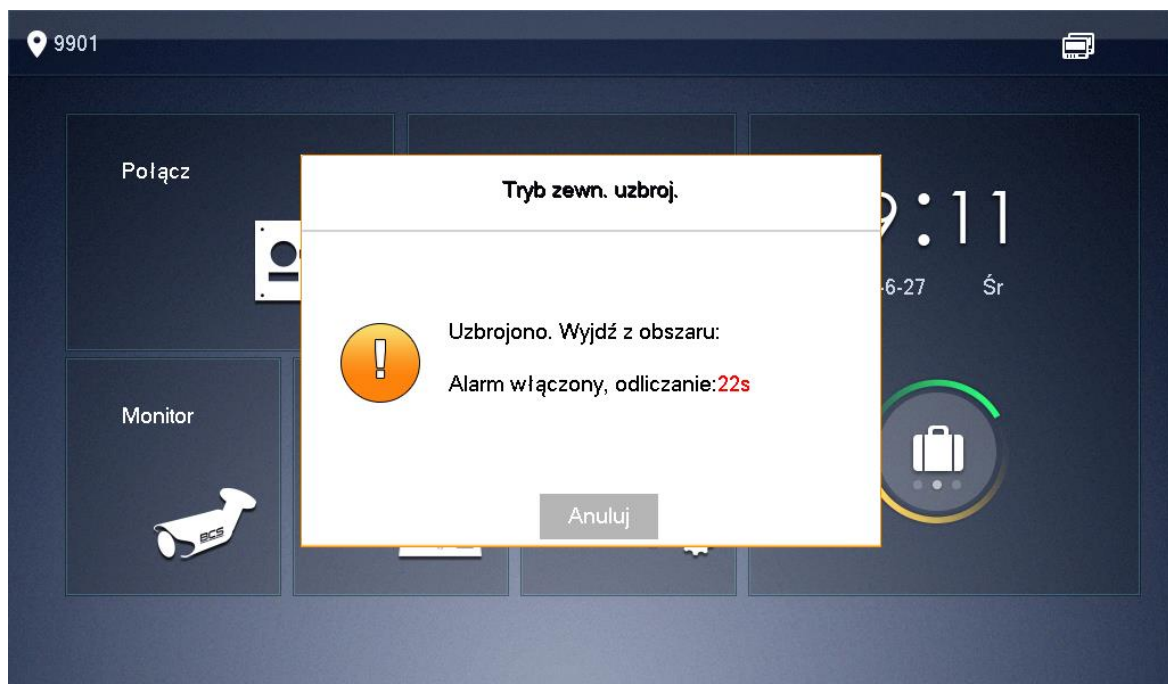 9901
Połącz
Tryb zewn. uzbroj.
:11
-6-27 Śr
Uzbrojono. Wyjdź z obszaru:
Alarm włączony, odliczanie:22s
Monitor
BCS
Anuluj